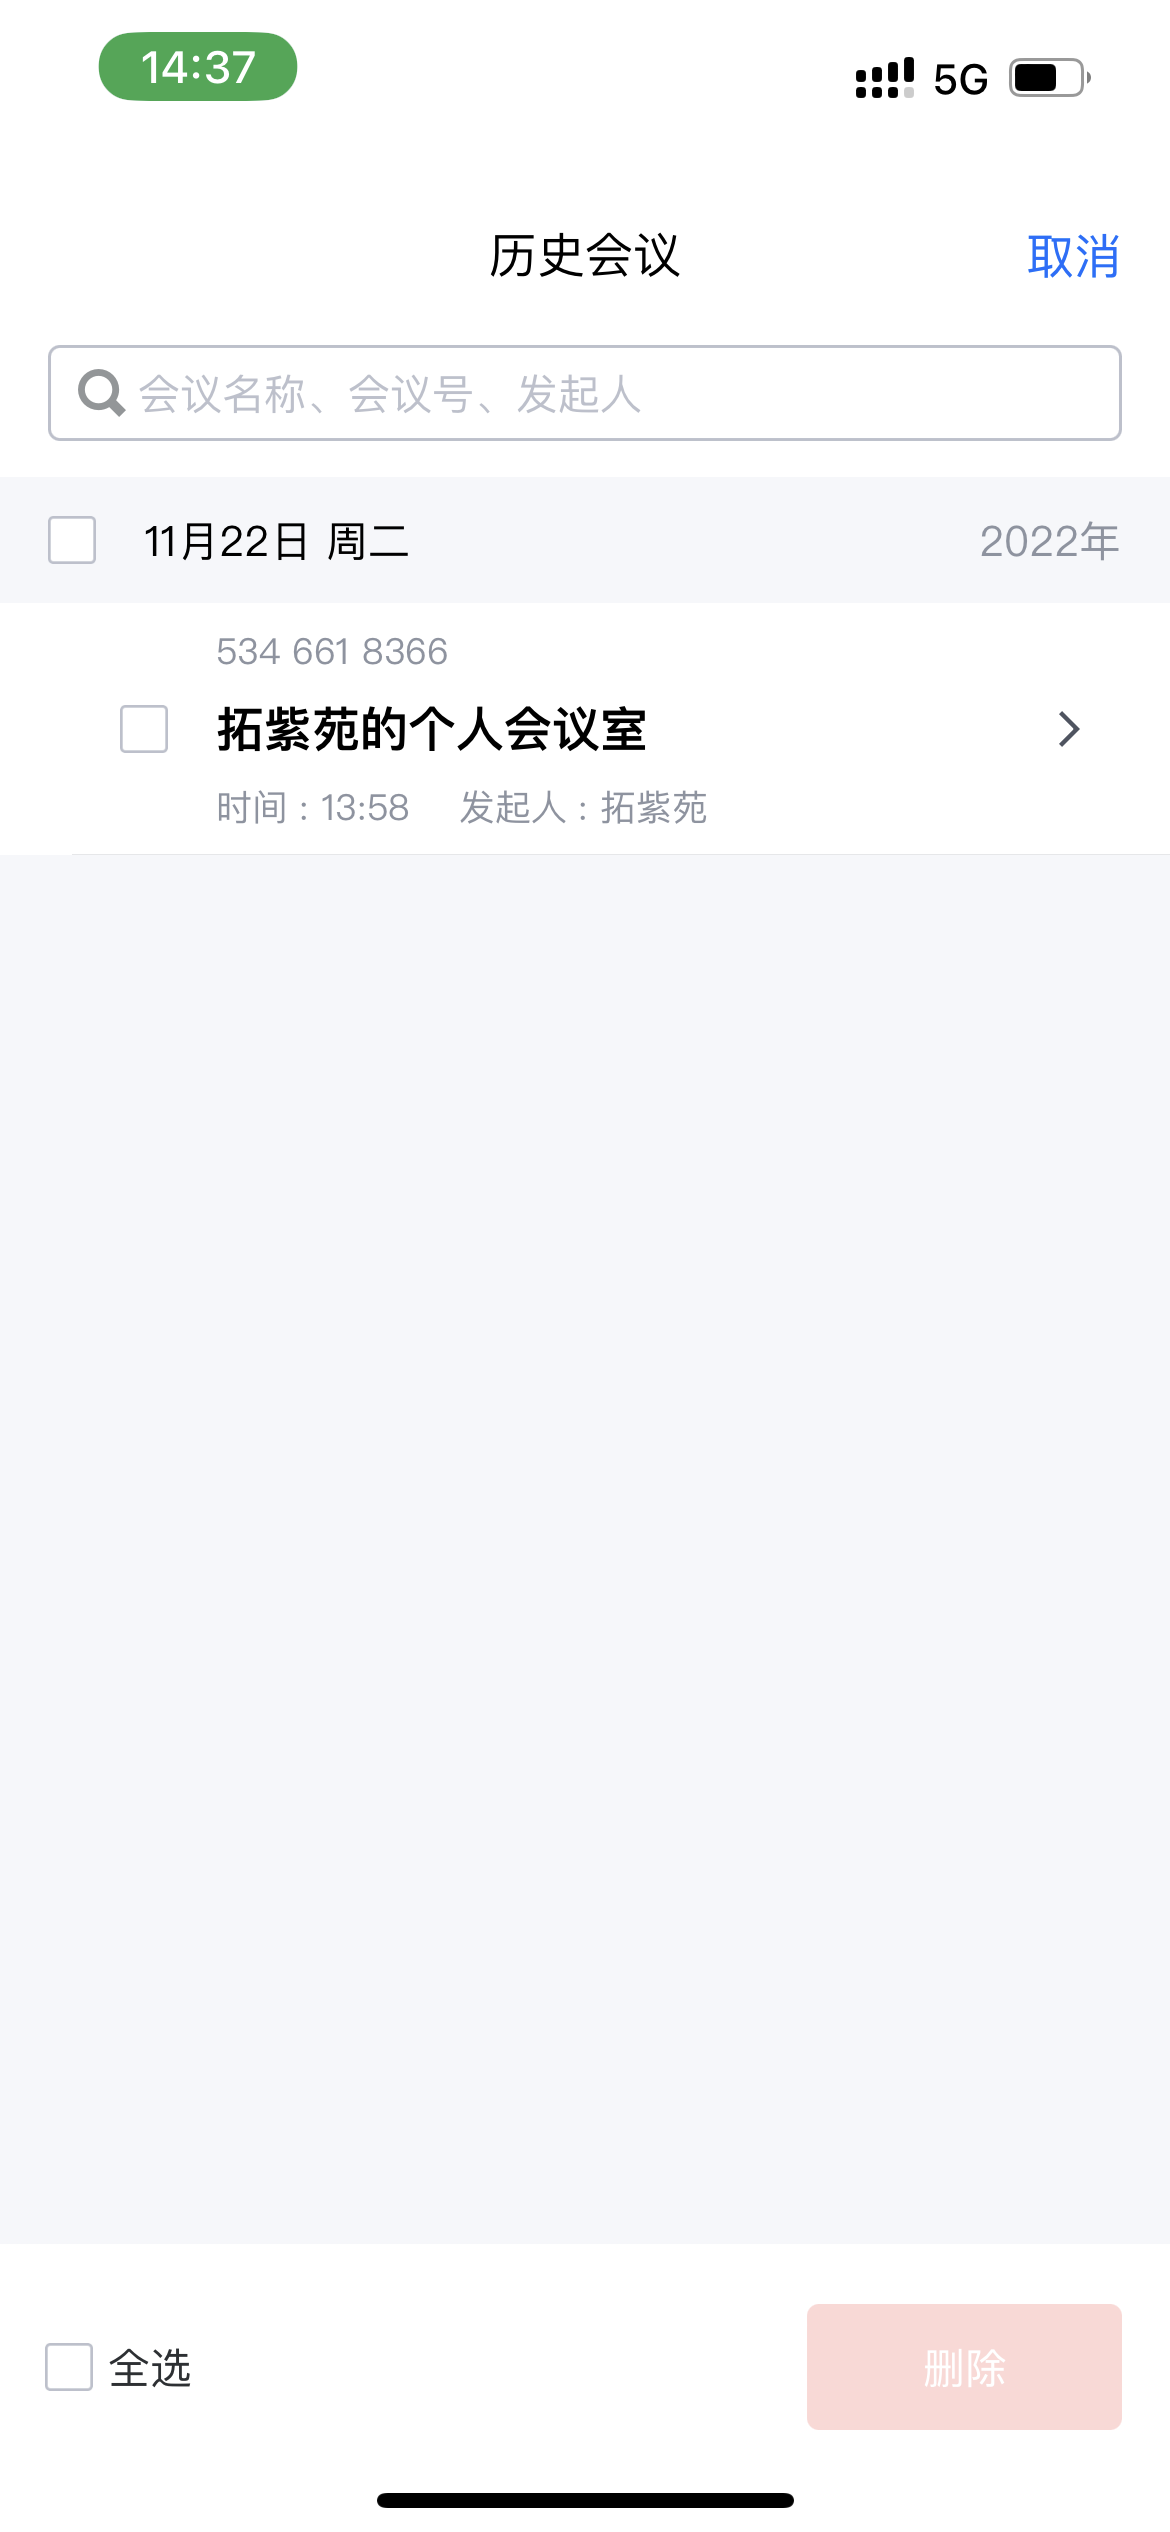 14:37
5G
历史会议
取消
会议名称、会议号、发起人
11月22日 周二
2022年
534 661 8366
拓紫苑的个人会议室
时间：13:58 发起人：拓紫苑
全选
删除